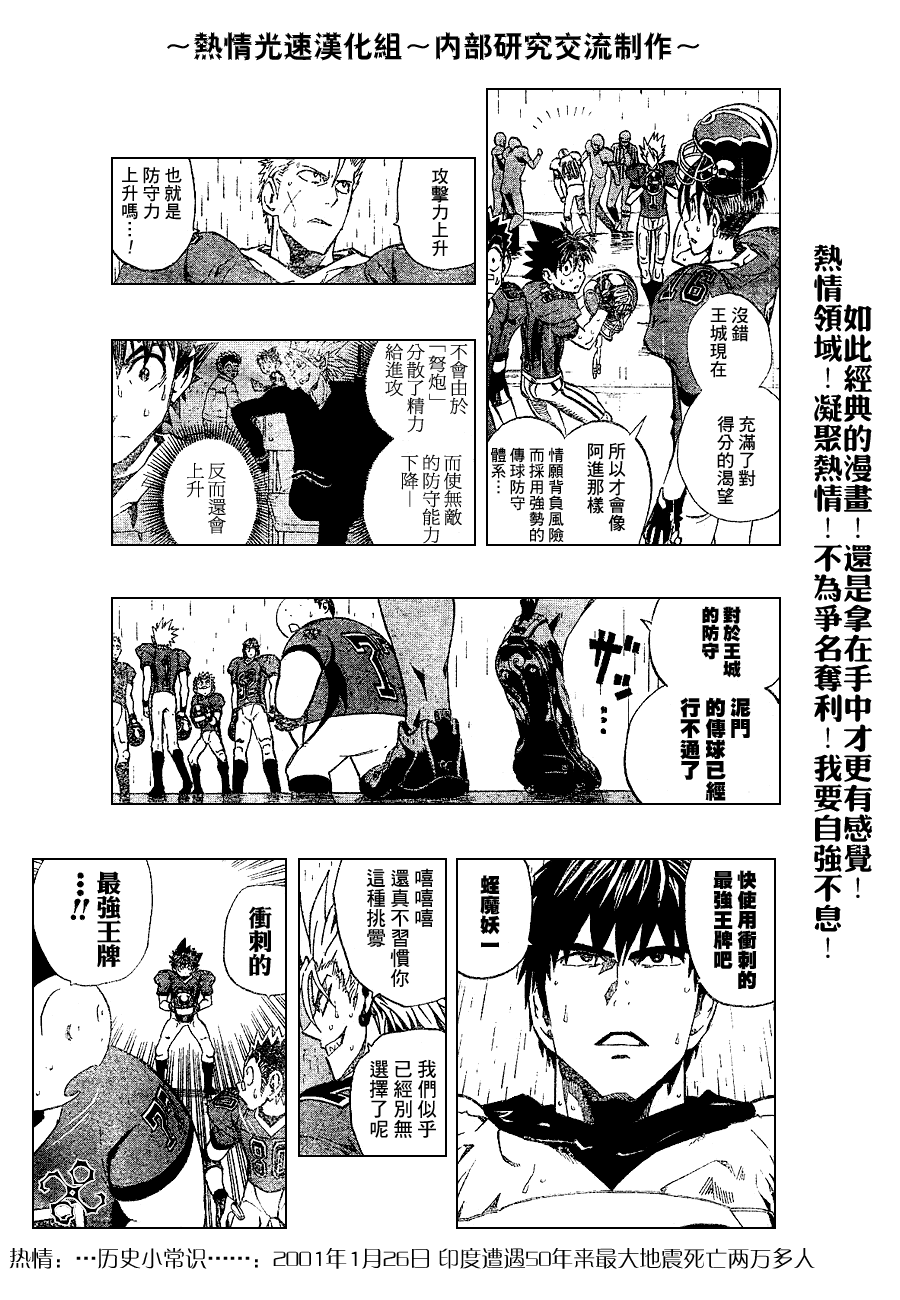 ～熱情光速漢化組～内部研究交流制作～
沒錯
王城現在
充滿了對
得分的渴望
所以才會像
阿進那樣
情願背負風險
而採用強勢的
傳球防守
體系…
攻擊力上升
也就是
防守力
上升嗎…！
不會由於
「弩炮」
分散了精力
給進攻
而使無敵
的防守能力
下降—
反而還會
上升
對於王城
的防守
泥門
的傳球已經
行不通了
ザ…
快使用衝刺的
最強王牌吧
蛭魔妖一
嘻嘻嘻
還真不習慣你
這種挑釁
我們似乎
已經別無
選擇了呢
衝刺的
最強王牌
…!!
16
7
80
如此經典的漫畫！還是拿在手中才更有感覺！
熱情領域！凝聚熱情！不為爭名奪利！我要自強不息！
热情：…历史小常识……：2001年1月26日 印度遭遇50年来最大地震死亡两万多人